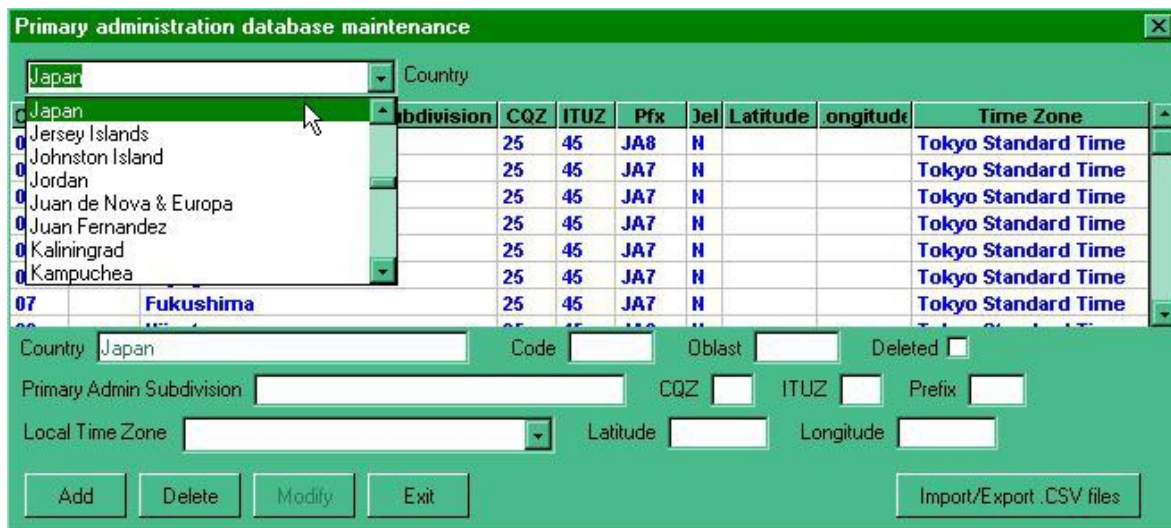 Primary administration database maintenance
Japan Country
Japan
Jersey Islands
Johnston Island
Jordan
Juan de Nova & Europa
Juan Fernandez
Kaliningrad
Kampuchea
CQZ ITUZ Pfx Latitude Time Zone
25 45 JA8 N Tokyo Standard Time
25 45 JA7 N Tokyo Standard Time
25 45 JA7 N Tokyo Standard Time
25 45 JA7 N Tokyo Standard Time
25 45 JA7 N Tokyo Standard Time
25 45 JA7 N Tokyo Standard Time
07 Fukushima 25 45 JA7 N Tokyo Standard Time
Country Japan Code Oblast Deleted
Primary Admin Subdivision CQZ ITUZ Prefix
Local Time Zone Latitude Longitude
Add Delete Modify Exit Import/Export .CSV files